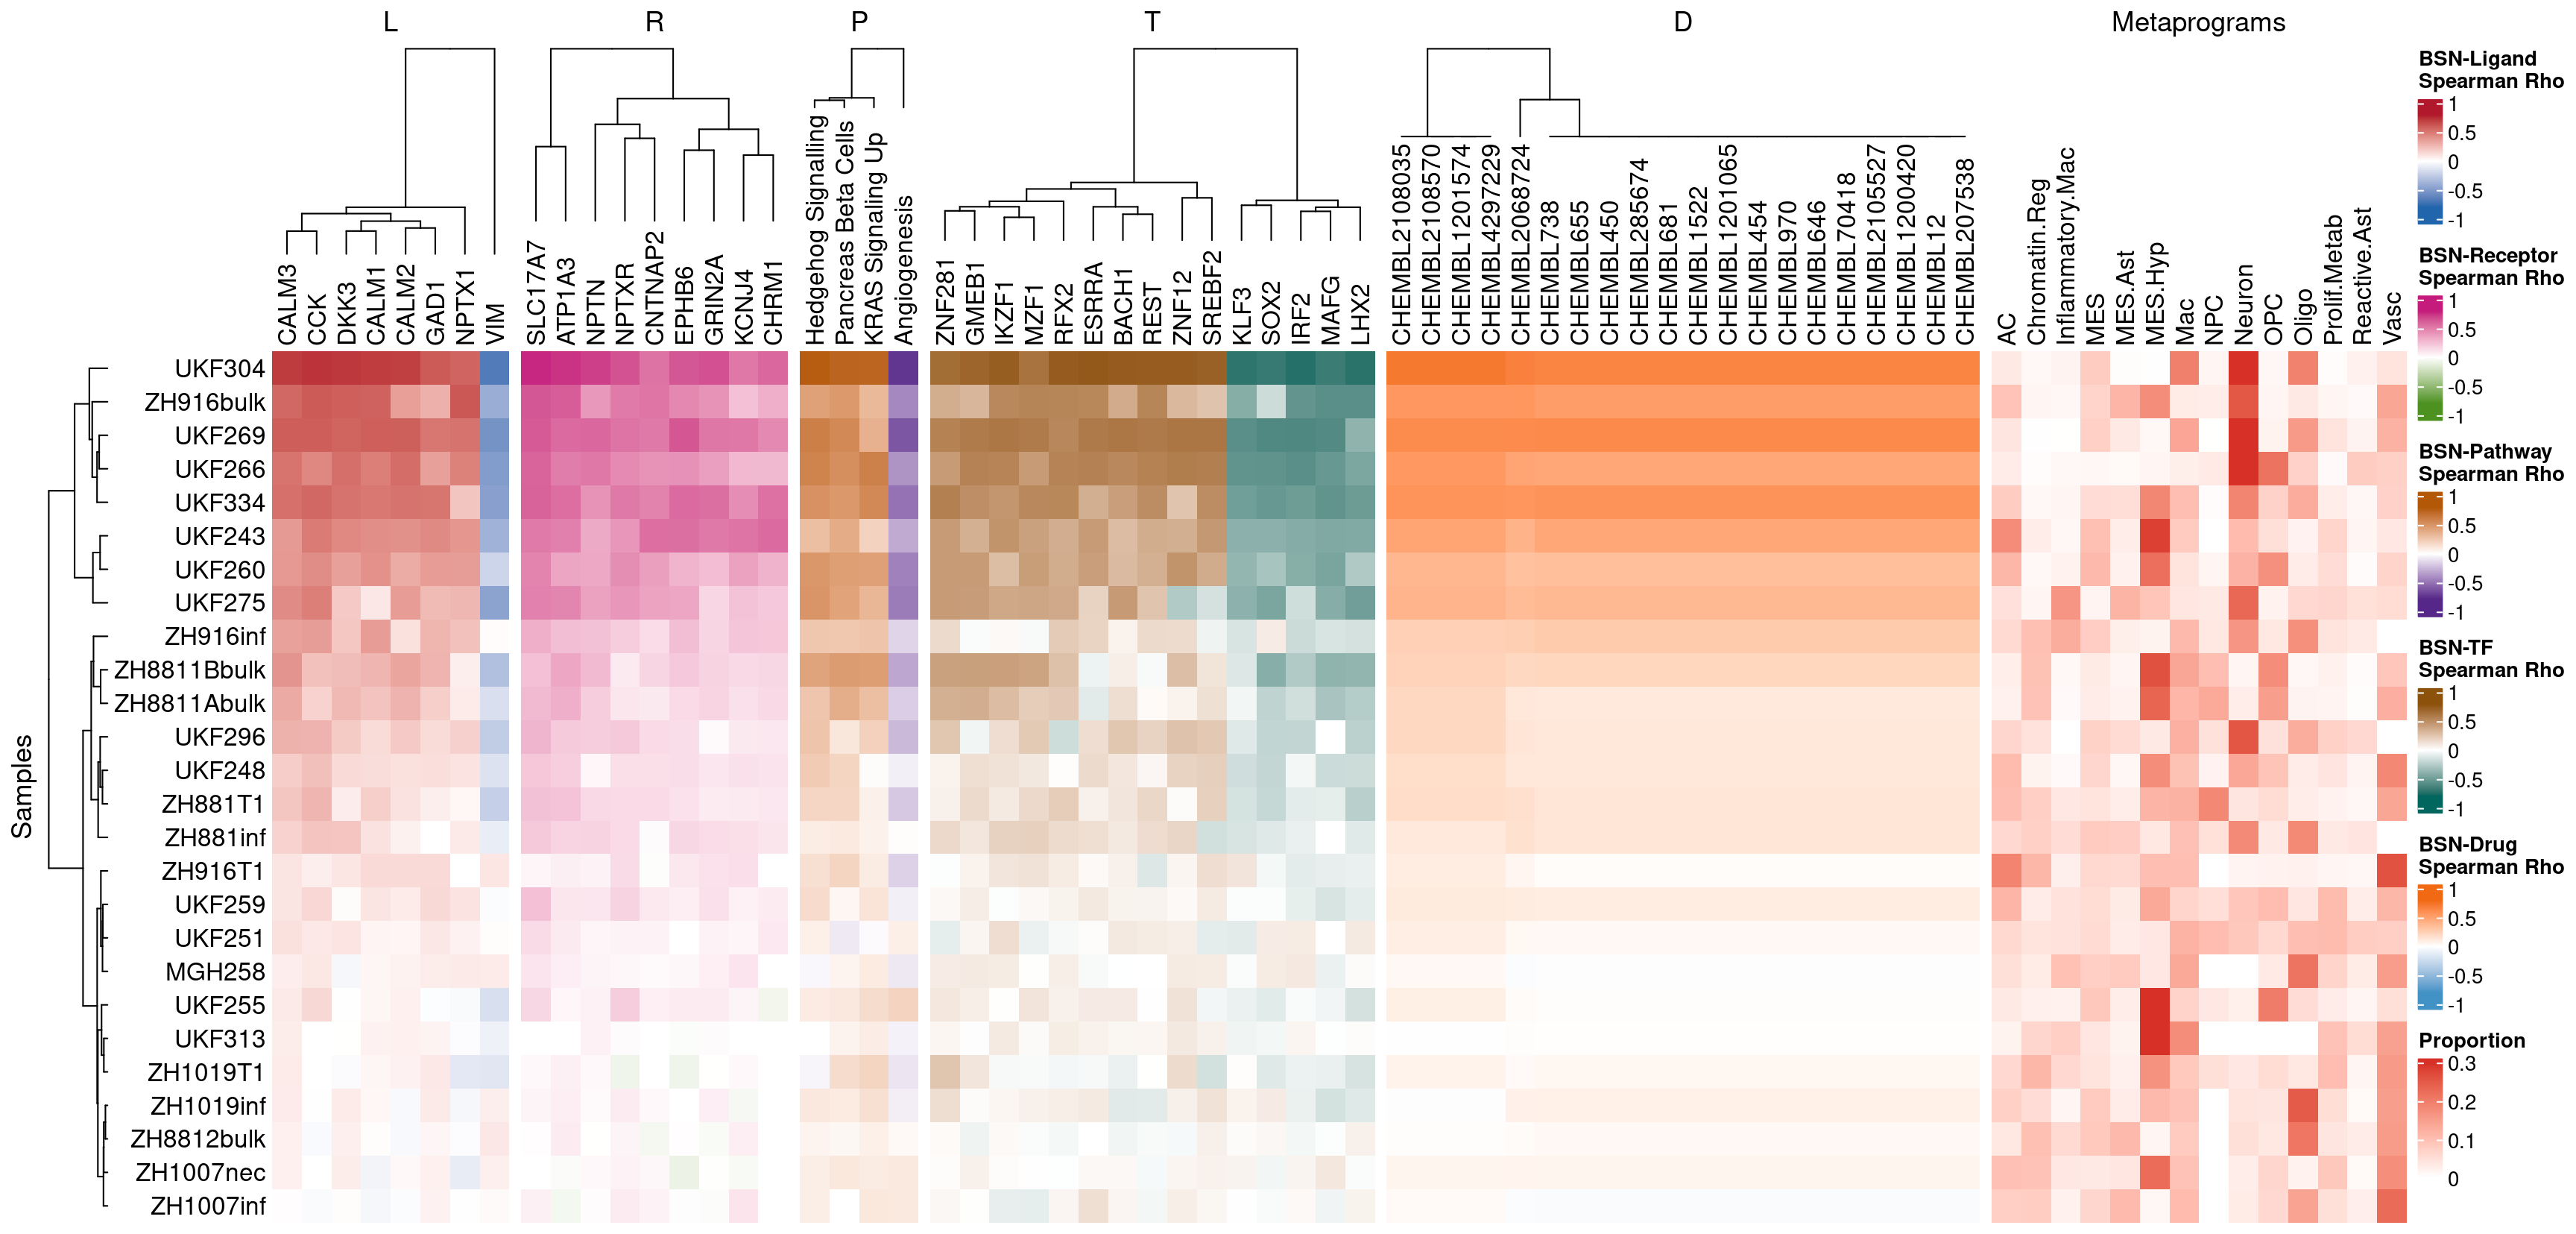 L R P T D Metaprograms
CALM3
CCK
DKK3
CALM1
CALM2
GAD1
NPTX1
VIM
SLC17A7
ATP1A3
NPTN
NPTXR
CNTNAP2
EPHB6
GRIN2A
KCNJ4
CHRM1
Hedgehog Signalling
Pancreas Beta Cells
KRAS Signaling Up
Angiogenesis
ZNF281
GMEB1
IKZF1
MZF1
RFX2
ESRRA
BACH1
REST
ZNF12
SREBF2
KLF3
SOX2
IRF2
MAFG
LHX2
CHEMBL2108035
CHEMBL2108570
CHEMBL1201574
CHEMBL4297229
CHEMBL2068724
CHEMBL738
CHEMBL655
CHEMBL450
CHEMBL285674
CHEMBL681
CHEMBL1522
CHEMBL1201065
CHEMBL454
CHEMBL970
CHEMBL646
CHEMBL70418
CHEMBL2105527
CHEMBL1200420
CHEMBL12
CHEMBL207538
AC
Chromatin.Reg
Inflammatory.Mac
MES
MES.Ast
MES.Hyp
Mac
NPC
Neuron
OPC
Oligo
Prolif.Metab
Reactive.Ast
Vasc
Samples
UKF304
ZH916bulk
UKF269
UKF266
UKF334
UKF243
UKF260
UKF275
ZH916inf
ZH8811Bbulk
ZH8811Abulk
UKF296
UKF248
ZH881T1
ZH881inf
ZH916T1
UKF259
UKF251
MGH258
UKF255
UKF313
ZH1019T1
ZH1019inf
ZH8812bulk
ZH1007nec
ZH1007inf
BSN-Ligand
Spearman Rho
1
0.5
0
-0.5
-1
BSN-Receptor
Spearman Rho
1
0.5
0
-0.5
-1
BSN-Pathway
Spearman Rho
1
0.5
0
-0.5
-1
BSN-TF
Spearman Rho
1
0.5
0
-0.5
-1
BSN-Drug
Spearman Rho
1
0.5
0
-0.5
-1
Proportion
0.3
0.2
0.1
0